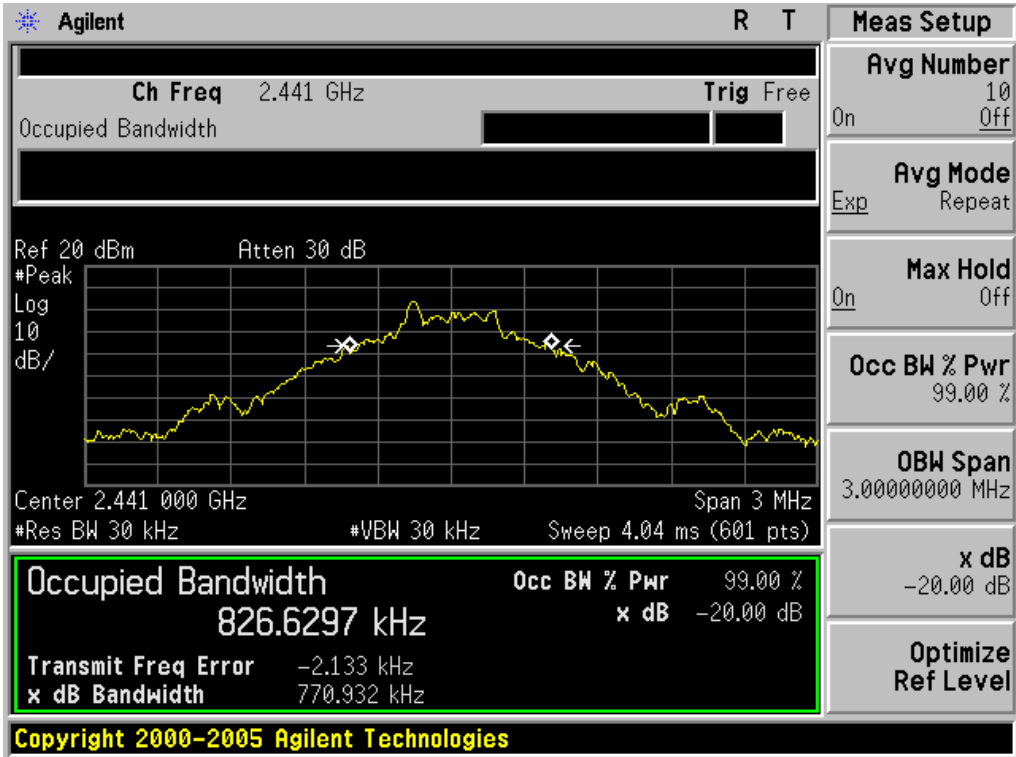 Agilent R T
Ch Freq 2.441 GHz Trig Free
Occupied Bandwidth
Ref 20 dBm Atten 30 dB
#Peak
Log
10
dB/
Center 2.441 000 GHz Span 3 MHz
#Res BW 30 kHz #VBW 30 kHz Sweep 4.04 ms (601 pts)
Occupied Bandwidth Occ BW % Pwr 99.00 %
826.6297 kHz x dB -20.00 dB
Transmit Freq Error -2.133 kHz
x dB Bandwidth 770.932 kHz
Copyright 2000-2005 Agilent Technologies
Meas Setup
Avg Number
10
On Off
Avg Mode
Exp Repeat
Max Hold
On Off
Occ BW % Pwr
99.00 %
OBW Span
3.00000000 MHz
x dB
-20.00 dB
Optimize
Ref Level